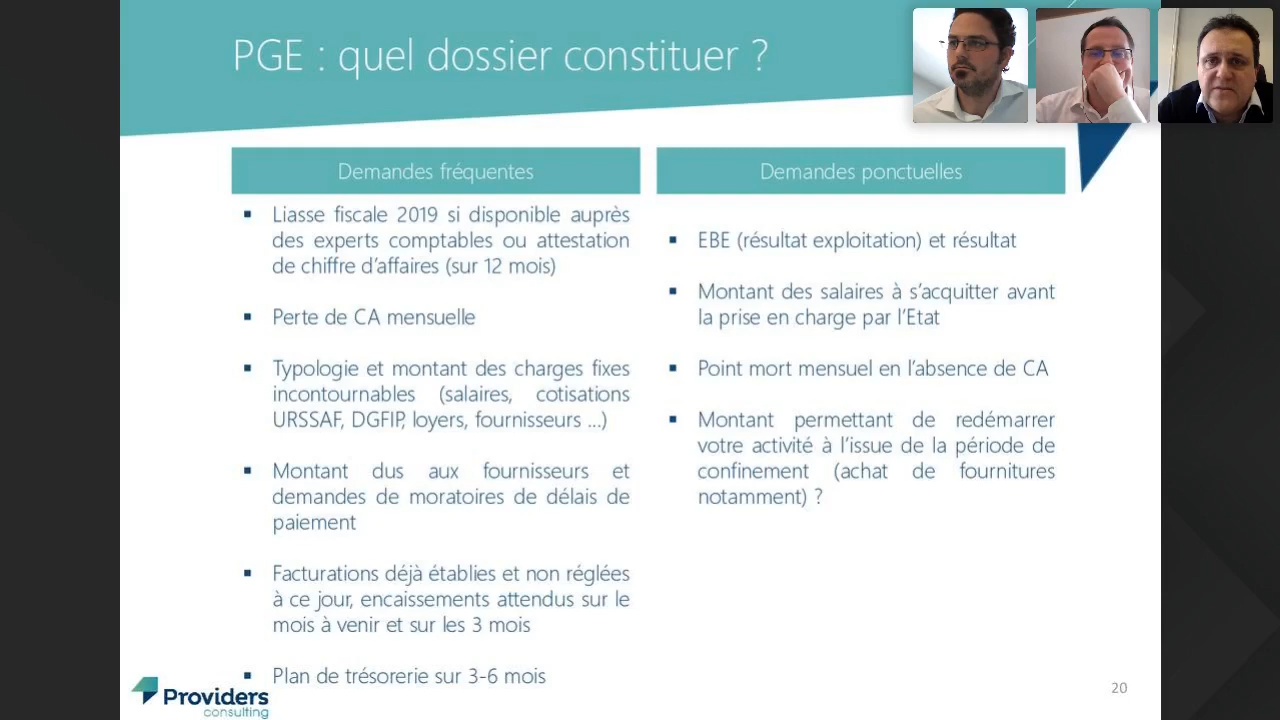 PGE : quel dossier constituer ?
Demandes fréquentes
Liasse fiscale 2019 si disponible auprès
des experts comptables ou attestation
de chiffre d'affaires (sur 12 mois)
Perte de CA mensuelle
Typologie et montant des charges fixes
incontournables (salaires, cotisations
URSSAF, DGFIP, loyers, fournisseurs ...)
Montant dus aux fournisseurs et
demandes de moratoires de délais de
paiement
Facturations déjà établies et non réglées
à ce jour, encaissements attendus sur le
mois à venir et sur les 3 mois
Plan de trésorerie sur 3-6 mois
Demandes ponctuelles
EBE (résultat exploitation) et résultat
Montant des salaires à s'acquitter avant
la prise en charge par l'Etat
Point mort mensuel en l'absence de CA
Montant permettant de redémarrer
votre activité à l'issue de la période de
confinement (achat de fournitures
notamment) ?
Providers
consulting
20